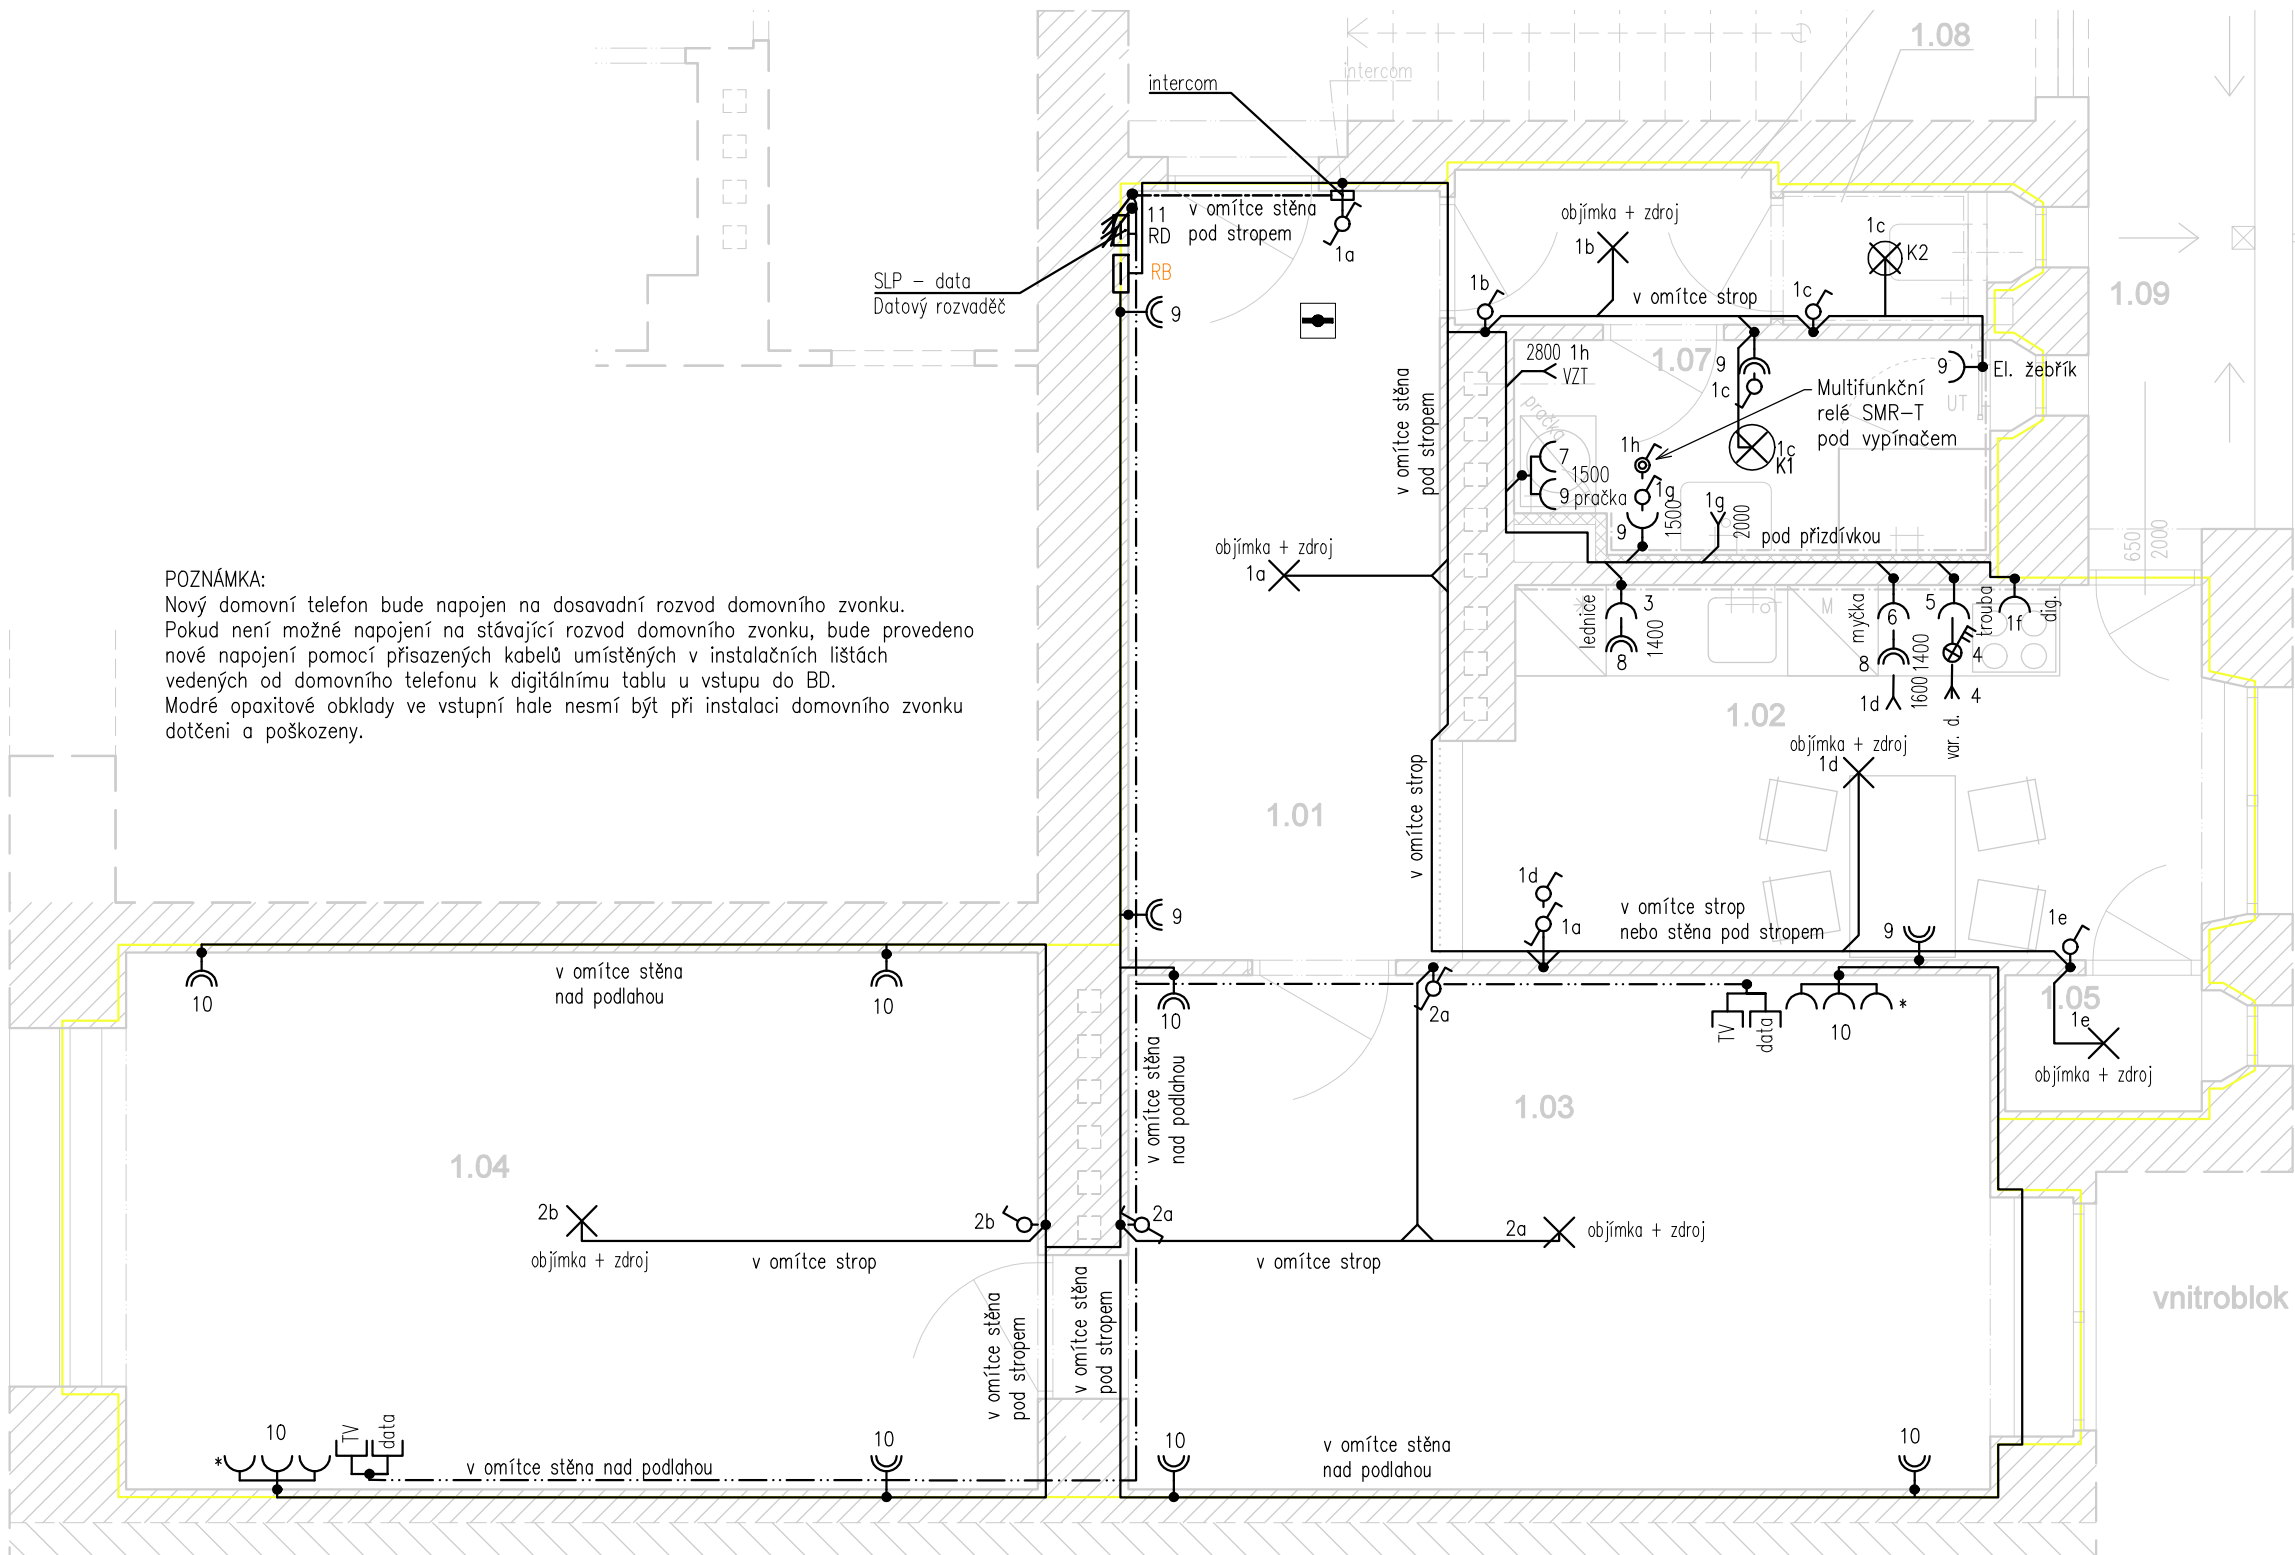 1.08
intercom
intercom
11
RD
v omítce stěna
pod stropem
1a
objímka + zdroj
1b
1c
K2
RB
SLP – data
Datový rozvaděč
9
1b
v omítce strop
1c
1.09
2800 1h
VZT
1.07
9
1c
9
El. žebřík
UT
Multifunkční
relé SMR–T
pod vypínačem
v omítce stěna
pod stropem
pračka
1h
1c
K1
7
1500
9
pračka
1g
1500
9
1g
2000
pod přizdívkou
650
2000
objímka + zdroj
1a
POZNÁMKA:
Nový domovní telefon bude napojen na dosavadní rozvod domovního zvonku.
Pokud není možné napojení na stávající rozvod domovního zvonku, bude provedeno
nové napojení pomocí přisazených kabelů umístěných v instalačních lištách
vedených od domovního telefonu k digitálnímu tablu u vstupu do BD.
Modré opaxitové obklady ve vstupní hale nesmí být při instalaci domovního zvonku
dotčeni a poškozeny.
lednice
3
8
1400
M
myčka
6
8
1400
1600
1d
5
trouba
4
4
var. d.
1f
dig.
1.02
objímka + zdroj
1d
v omítce strop
1.01
1d
1a
v omítce strop
nebo stěna pod stropem
9
1e
9
10
v omítce stěna
nad podlahou
10
10
2a
TV
data
10
*
1.05
1e
objímka + zdroj
v omítce stěna
nad podlahou
1.03
1.04
2b
objímka + zdroj
v omítce strop
2b
2a
v omítce strop
2a
objímka + zdroj
vnitroblok
v omítce stěna
pod stropem
v omítce stěna
pod stropem
*
10
TV
data
v omítce stěna nad podlahou
10
10
v omítce stěna
nad podlahou
10